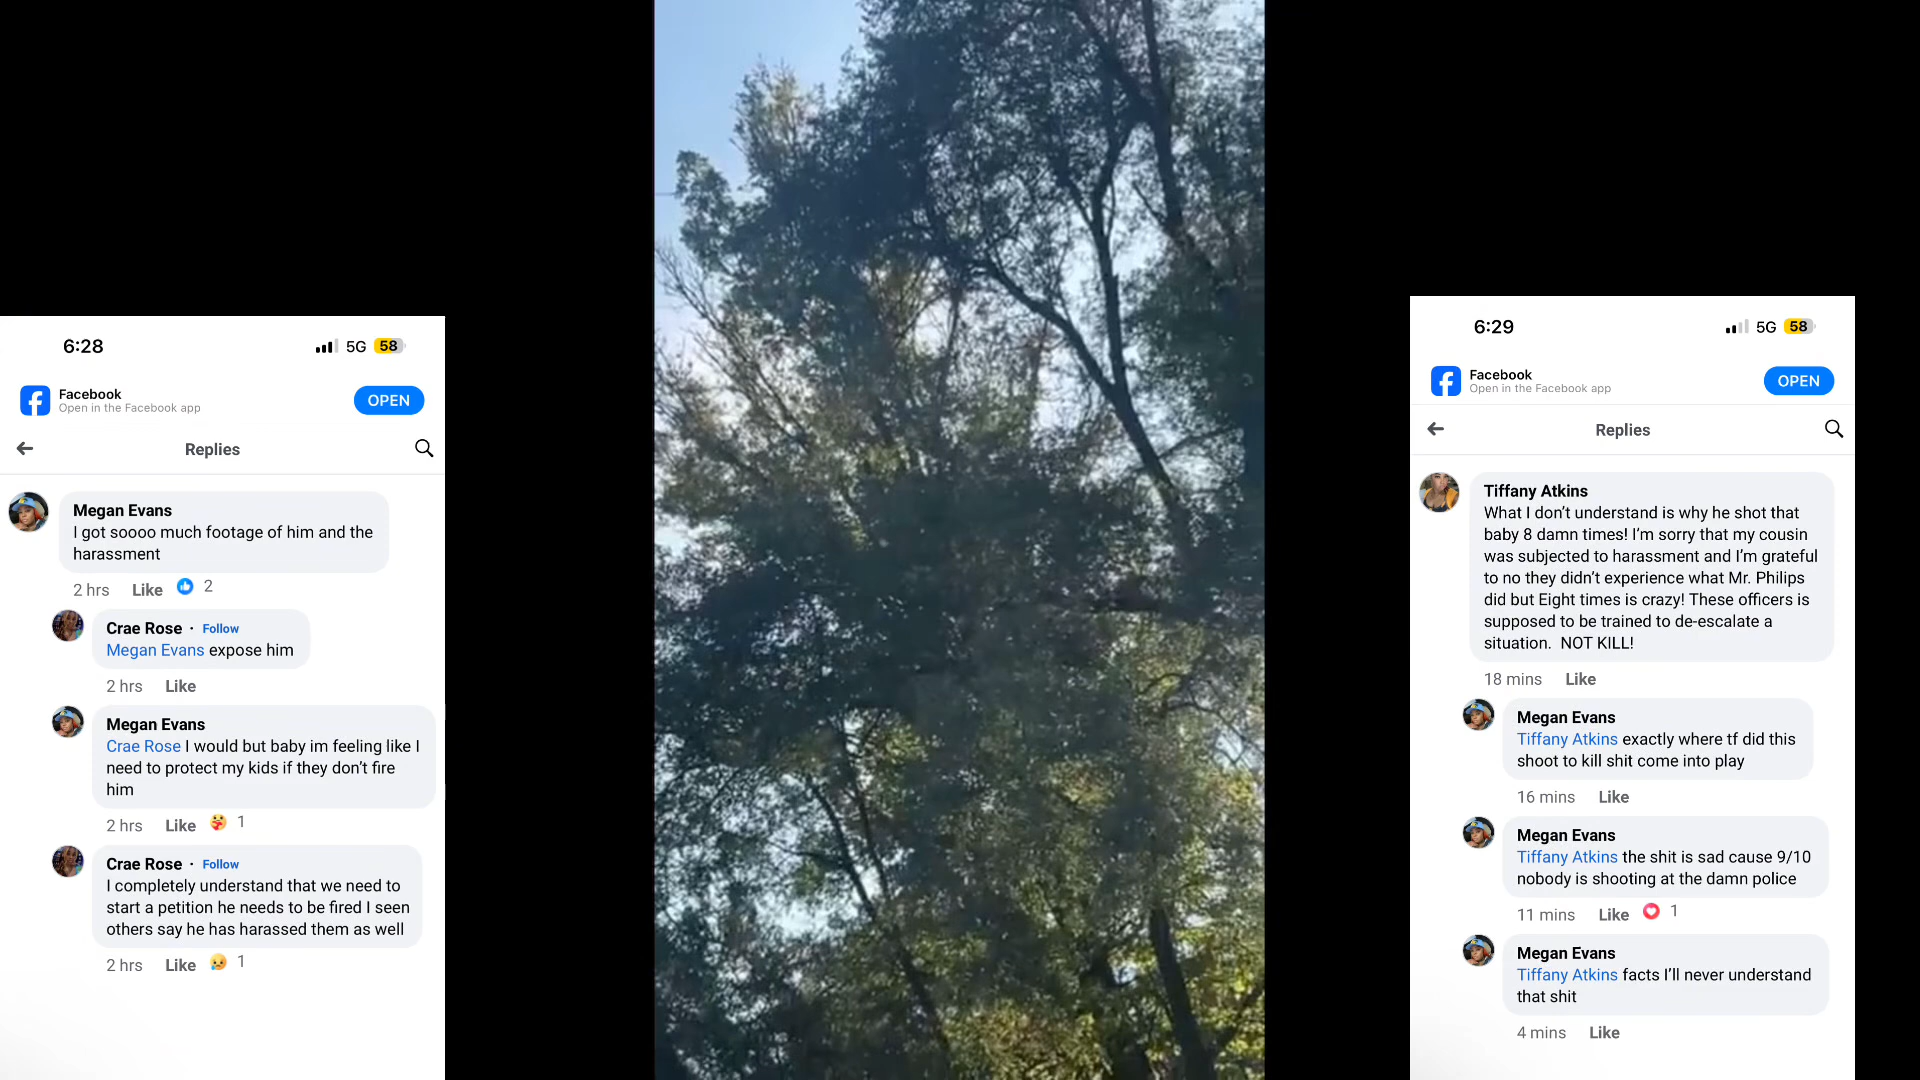 6:28
5G 58
Facebook
Open in the Facebook app
OPEN
Replies
Megan Evans
I got soooo much footage of him and the
harassment
2 hrs Like 2
Crae Rose · Follow
Megan Evans expose him
2 hrs Like
Megan Evans
Crae Rose I would but baby im feeling like I
need to protect my kids if they don't fire
him
2 hrs Like 1
Crae Rose · Follow
I completely understand that we need to
start a petition he needs to be fired I seen
others say he has harassed them as well
2 hrs Like 1
6:29
5G 58
Facebook
Open in the Facebook app
OPEN
Replies
Tiffany Atkins
What I don't understand is why he shot that
baby 8 damn times! I'm sorry that my cousin
was subjected to harassment and I'm grateful
to no they didn't experience what Mr. Philips
did but Eight times is crazy! These officers is
supposed to be trained to de-escalate a
situation.  NOT KILL!
18 mins Like
Megan Evans
Tiffany Atkins exactly where tf did this
shoot to kill shit come into play
16 mins Like
Megan Evans
Tiffany Atkins the shit is sad cause 9/10
nobody is shooting at the damn police
11 mins Like 1
Megan Evans
Tiffany Atkins facts I'll never understand
that shit
4 mins Like